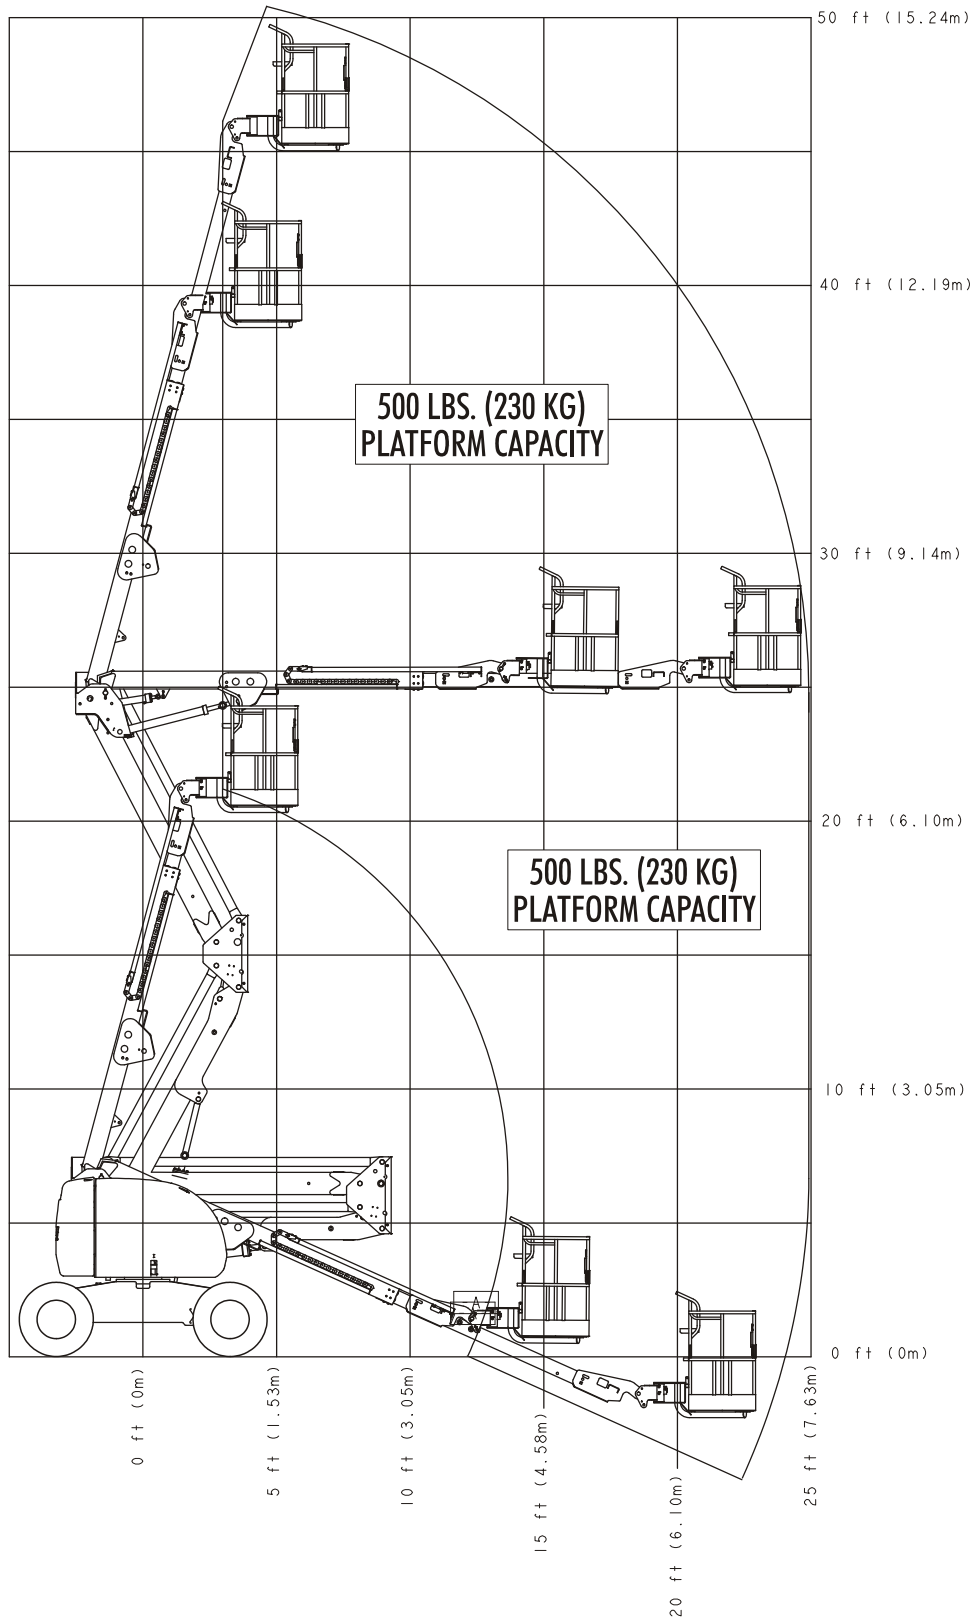 50 ft (15.24m)
40 ft (12.19m)
500 LBS. (230 KG)
PLATFORM CAPACITY
30 ft (9.14m)
20 ft (6.10m)
500 LBS. (230 KG)
PLATFORM CAPACITY
10 ft (3.05m)
A
0 ft (0m)
0 ft (0m)
5 ft (1.53m)
10 ft (3.05m)
15 ft (4.58m)
20 ft (6.10m)
25 ft (7.63m)